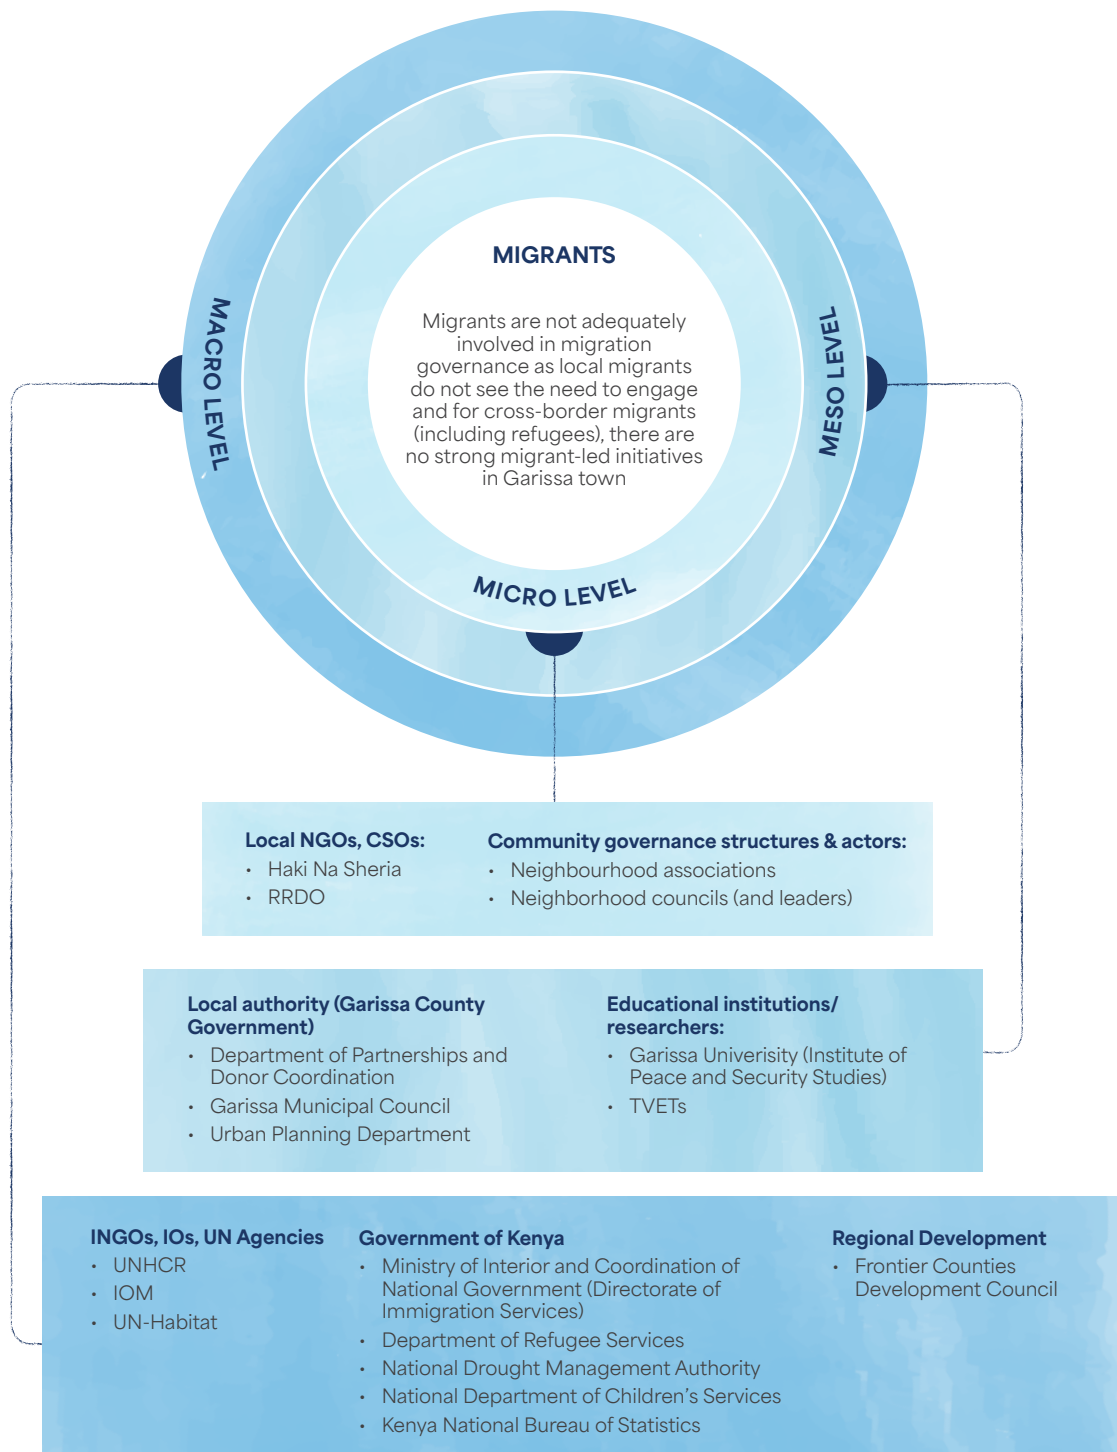 MIGRANTS
Migrants are not adequately
involved in migration
governance as local migrants
do not see the need to engage
and for cross-border migrants
(including refugees), there are
no strong migrant-led initiatives
in Garissa town
MACRO LEVEL
MESO LEVEL
MICRO LEVEL
Local NGOs, CSOs:
• Haki Na Sheria
• RRDO
Community governance structures & actors:
• Neighbourhood associations
• Neighborhood councils (and leaders)
Local authority (Garissa County
Government)
• Department of Partnerships and
Donor Coordination
• Garissa Municipal Council
• Urban Planning Department
Educational institutions/
researchers:
• Garissa Univerisity (Institute of
Peace and Security Studies)
• TVETs
INGOs, IOs, UN Agencies
• UNHCR
• IOM
• UN-Habitat
Government of Kenya
• Ministry of Interior and Coordination of
National Government (Directorate of
Immigration Services)
• Department of Refugee Services
• National Drought Management Authority
• National Department of Children's Services
• Kenya National Bureau of Statistics
Regional Development
• Frontier Counties
Development Council